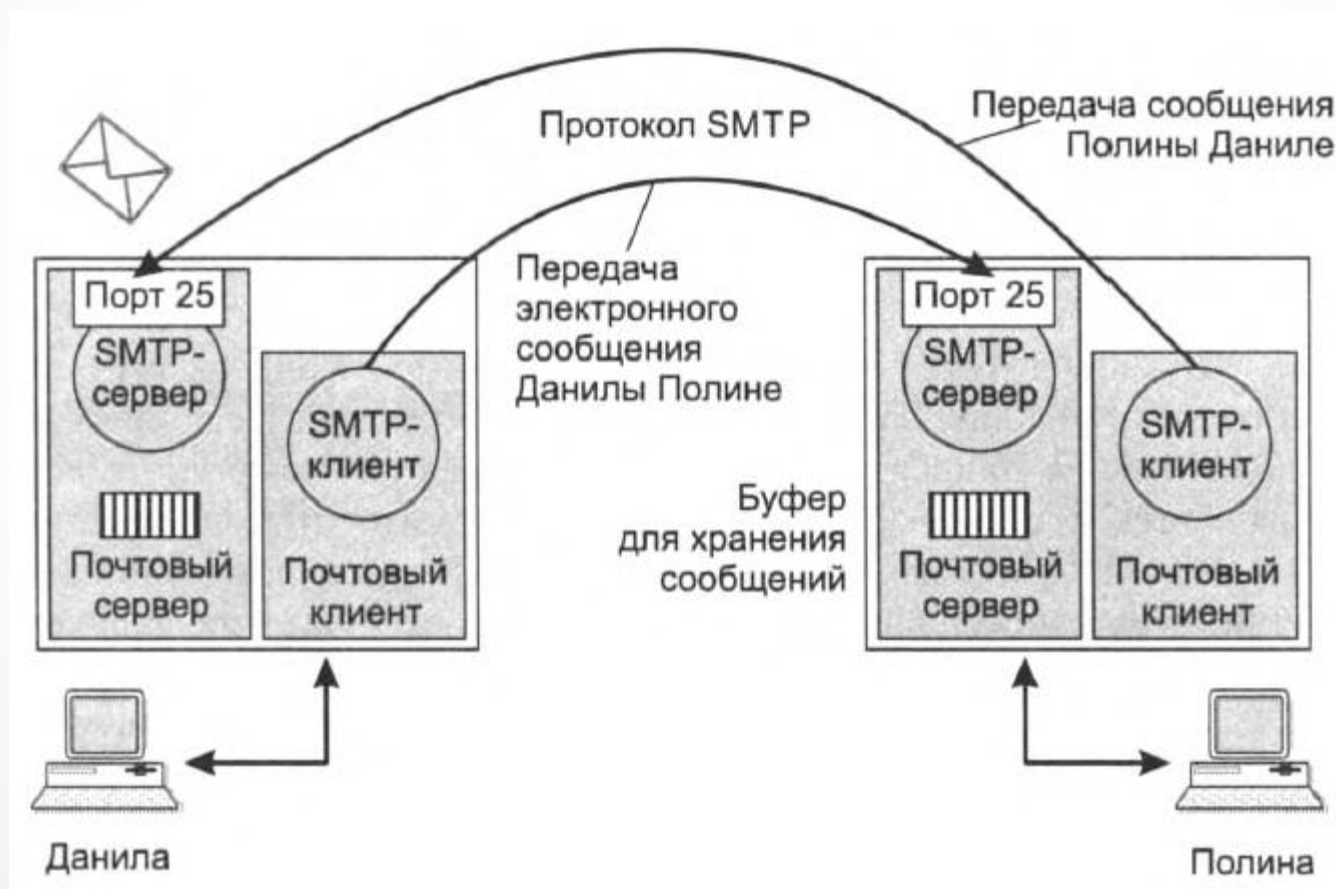 Протокол SMTP
Передача сообщения
Полины Даниле
Передача
электронного
сообщения
Данилы Полине
Порт 25
SMTP-
сервер
Почтовый
сервер
SMTP-
клиент
Почтовый
клиент
Буфер
для хранения
сообщений
Порт 25
SMTP-
сервер
Почтовый
сервер
SMTP-
клиент
Почтовый
клиент
Данила
Полина